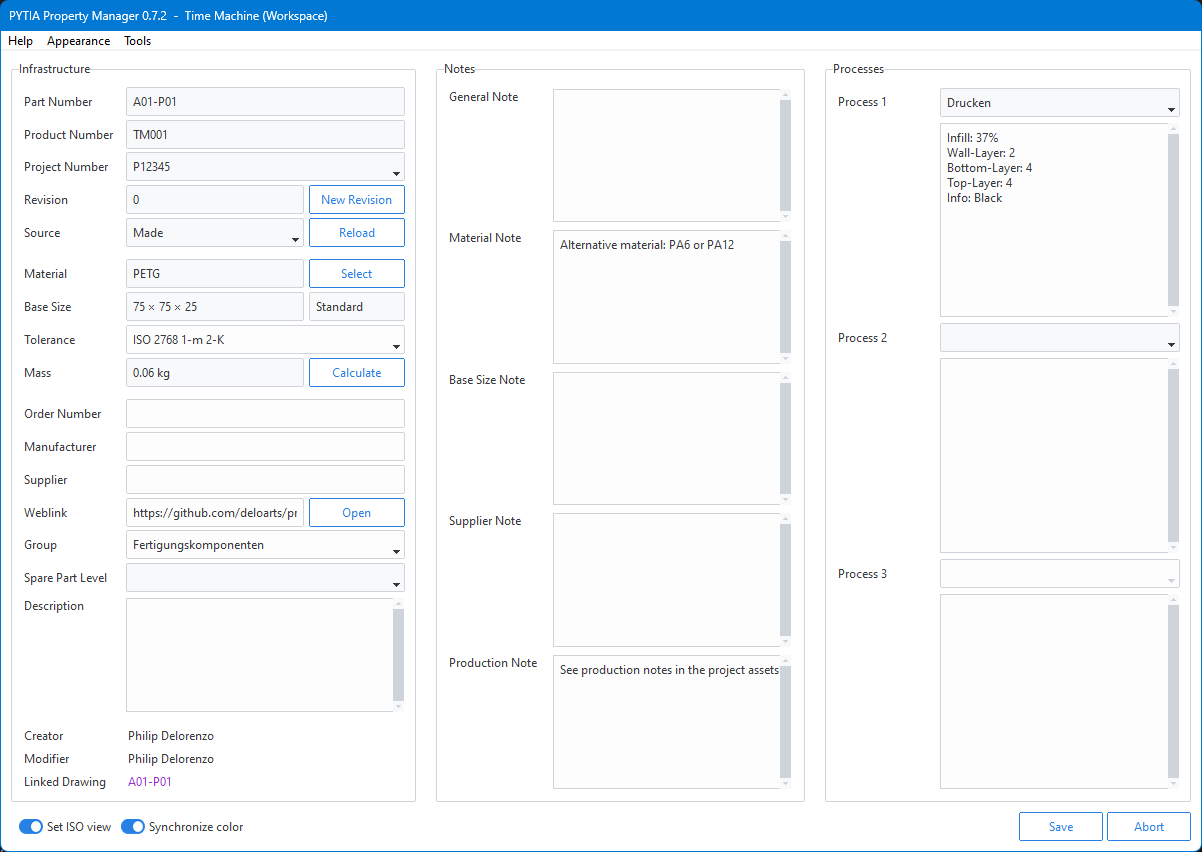 PYTIA Property Manager 0.7.2 - Time Machine (Workspace)
Help Appearance Tools
Infrastructure
Part Number A01-P01
Product Number TM001
Project Number P12345
Revision 0 New Revision
Source Made Reload
Material PETG Select
Base Size 75 × 75 × 25 Standard
Tolerance ISO 2768 1-m 2-K
Mass 0.06 kg Calculate
Order Number
Manufacturer
Supplier
Weblink https://github.com/deloarts/pr Open
Group Fertigungskomponenten
Spare Part Level
Description
Creator Philip Delorenzo
Modifier Philip Delorenzo
Linked Drawing A01-P01
Notes
General Note
Material Note Alternative material: PA6 or PA12
Base Size Note
Supplier Note
Production Note See production notes in the project assets
Processes
Process 1 Drucken
Infill: 37%
Wall-Layer: 2
Bottom-Layer: 4
Top-Layer: 4
Info: Black
Process 2
Process 3
Set ISO view Synchronize color
Save Abort